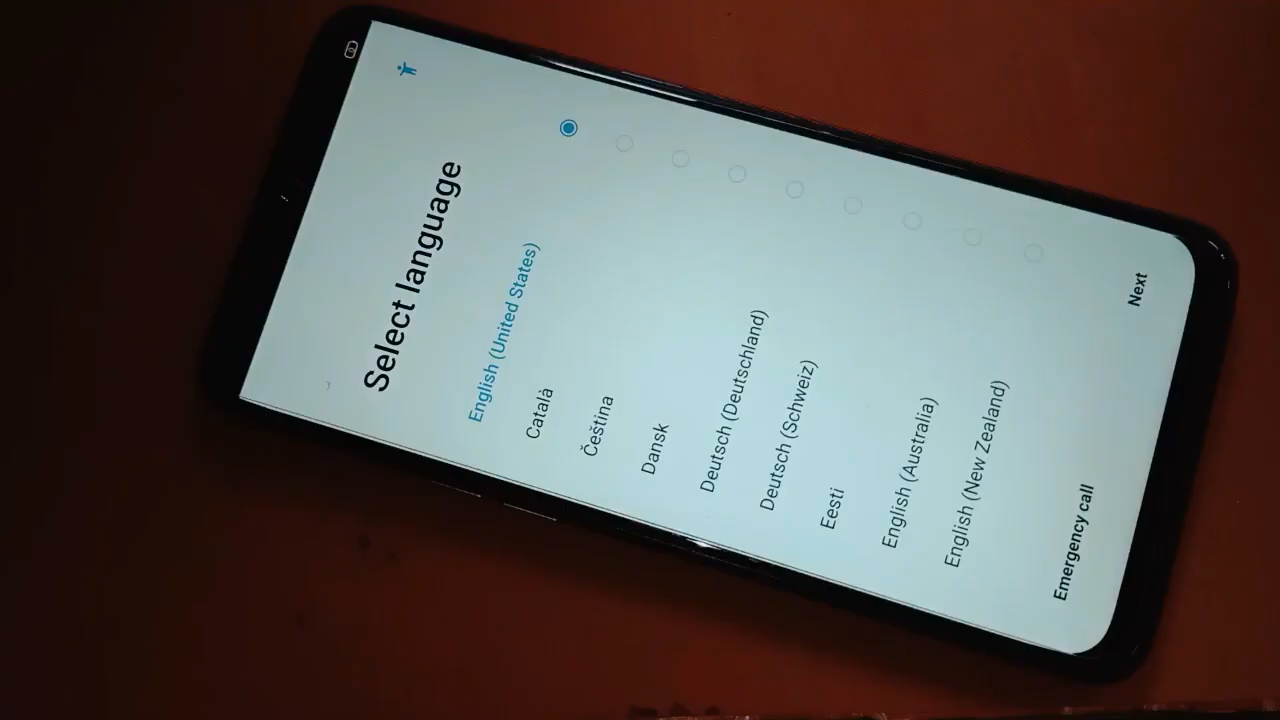 Select language
English (United States)
Català
Čeština
Dansk
Deutsch (Deutschland)
Deutsch (Schweiz)
Eesti
English (Australia)
English (New Zealand)
Emergency call
Next